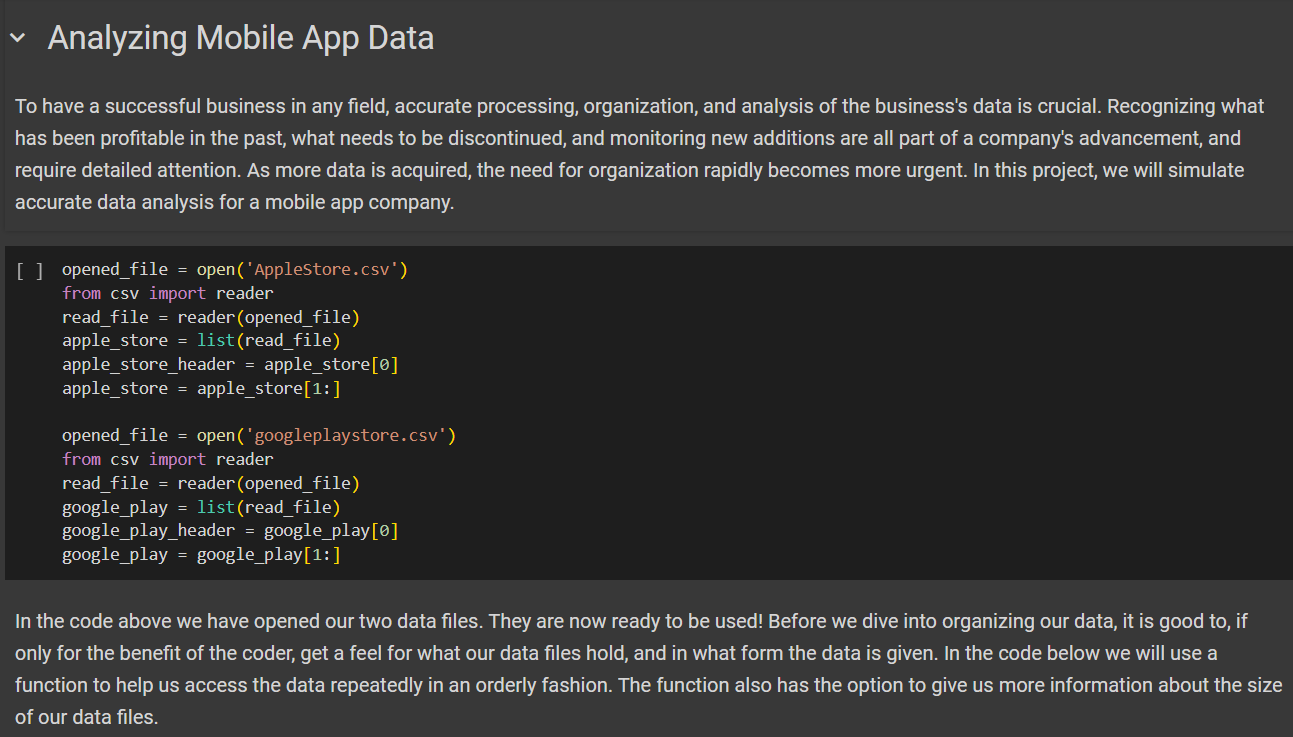 Analyzing Mobile App Data
To have a successful business in any field, accurate processing, organization, and analysis of the business's data is crucial. Recognizing what
has been profitable in the past, what needs to be discontinued, and monitoring new additions are all part of a company's advancement, and
require detailed attention. As more data is acquired, the need for organization rapidly becomes more urgent. In this project, we will simulate
accurate data analysis for a mobile app company.
[ ] opened_file = open('AppleStore.csv')
from csv import reader
read_file = reader(opened_file)
apple_store = list(read_file)
apple_store_header = apple_store[0]
apple_store = apple_store[1:]
opened_file = open('googleplaystore.csv')
from csv import reader
read_file = reader(opened_file)
google_play = list(read_file)
google_play_header = google_play[0]
google_play = google_play[1:]
In the code above we have opened our two data files. They are now ready to be used! Before we dive into organizing our data, it is good to, if
only for the benefit of the coder, get a feel for what our data files hold, and in what form the data is given. In the code below we will use a
function to help us access the data repeatedly in an orderly fashion. The function also has the option to give us more information about the size
of our data files.